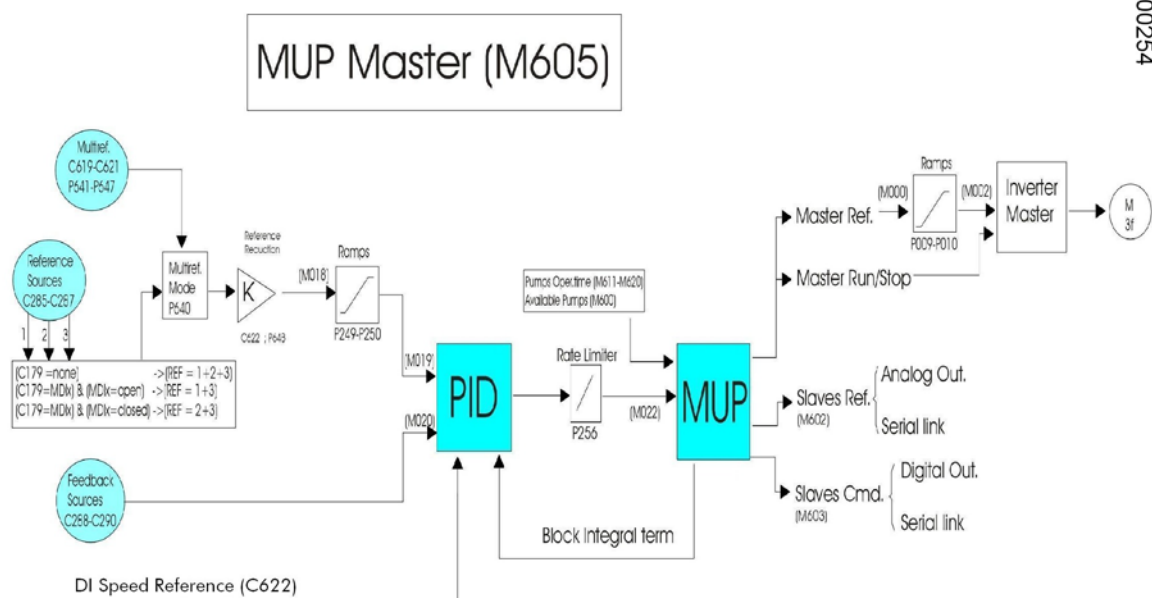 00254
MUP Master (M605)
Multiref.
C619-C621
P641-P647
Reference
Sources
C285-C287
1 2 3
Multiref.
Mode
P640
Reference
Reduction
K
C622 ; P648
(M018)
Ramps
P249-P250
(C179 =none) ->(REF = 1+2+3)
(C179=MDIx) & (MDIx=open) ->(REF = 1+3)
(C179=MDIx) & (MDIx=closed) ->(REF = 2+3)
(M019)
(M020)
PID
Feedback
Sources
C288-C290
Pumps Oper.time (M611-M620)
Available Pumps (M600)
Rate Limiter
P256
(M022)
MUP
Block Integral term
Master Ref.
(M000)
Ramps
P009-P010
(M002)
Inverter
Master
M
3f
Master Run/Stop
Slaves Ref.
(M602)
Analog Out.
Serial link
Slaves Cmd.
(M603)
Digital Out.
Serial link
DI Speed Reference (C622)